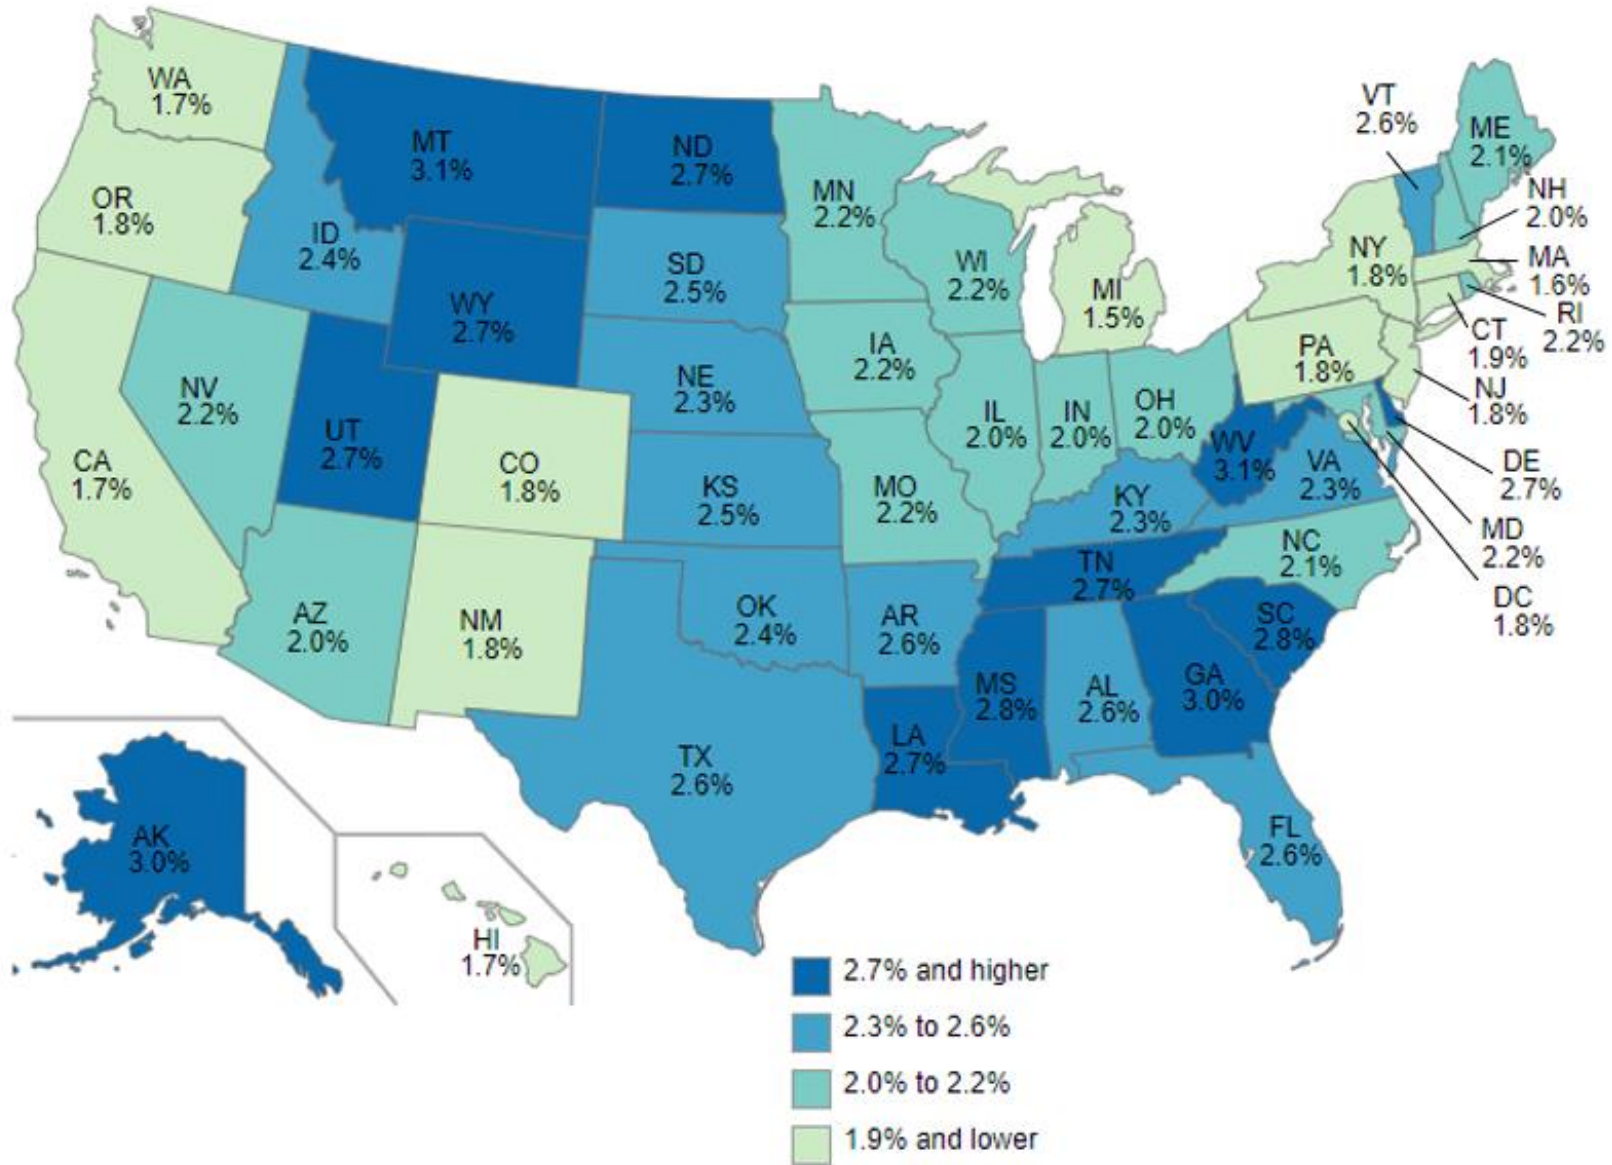 WA
1.7%
OR
1.8%
CA
1.7%
NV
2.2%
ID
2.4%
MT
3.1%
WY
2.7%
UT
2.7%
AZ
2.0%
CO
1.8%
NM
1.8%
ND
2.7%
SD
2.5%
NE
2.3%
KS
2.5%
OK
2.4%
TX
2.6%
MN
2.2%
IA
2.2%
MO
2.2%
AR
2.6%
LA
2.7%
WI
2.2%
IL
2.0%
MI
1.5%
IN
2.0%
OH
2.0%
KY
2.3%
TN
2.7%
MS
2.8%
AL
2.6%
GA
3.0%
FL
2.6%
SC
2.8%
NC
2.1%
VA
2.3%
WV
3.1%
PA
1.8%
NY
1.8%
VT
2.6%
ME
2.1%
NH
2.0%
MA
1.6%
RI
2.2%
CT
1.9%
NJ
1.8%
DE
2.7%
MD
2.2%
DC
1.8%
AK
3.0%
HI
1.7%
2.7% and higher
2.3% to 2.6%
2.0% to 2.2%
1.9% and lower